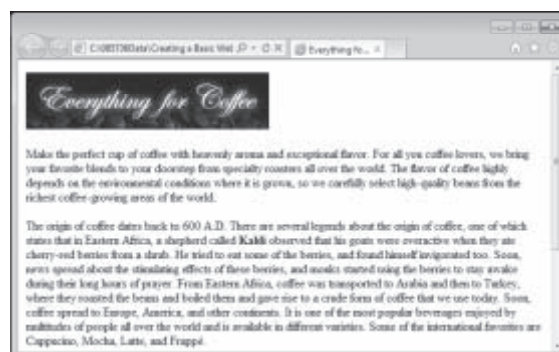 Creating a Basic Web
Everything fo...
Everything for Coffee
Make the perfect cup of coffee with heavenly aroma and exceptional flavor. For all you coffee lovers, we bring
your favorite blends to your doorstep from specialty roasters all over the world. The flavor of coffee highly
depends on the environmental conditions where it is grown, so we carefully select high-quality beans from the
richest coffee-growing areas of the world.
The origin of coffee dates back to 600 A.D. There are several legends about the origin of coffee, one of which
states that in Eastern Africa, a shepherd called Kaldi observed that his goats were overactive when they ate
cherry-red berries from a shrub. He tried to eat some of the berries, and found himself invigorated too. Soon,
news spread about the stimulating effects of these berries, and monks started using the berries to stay awake
during their long hours of prayer. From Eastern Africa, coffee was transported to Arabia and then to Turkey,
where they roasted the beans and boiled them and gave rise to a crude form of coffee that we use today. Soon,
coffee spread to Europe, America, and other continents. It is one of the most popular beverages enjoyed by
multitudes of people all over the world and is available in different varieties. Some of the international favorites are
Cappucino, Mocha, Latte, and Frappé.